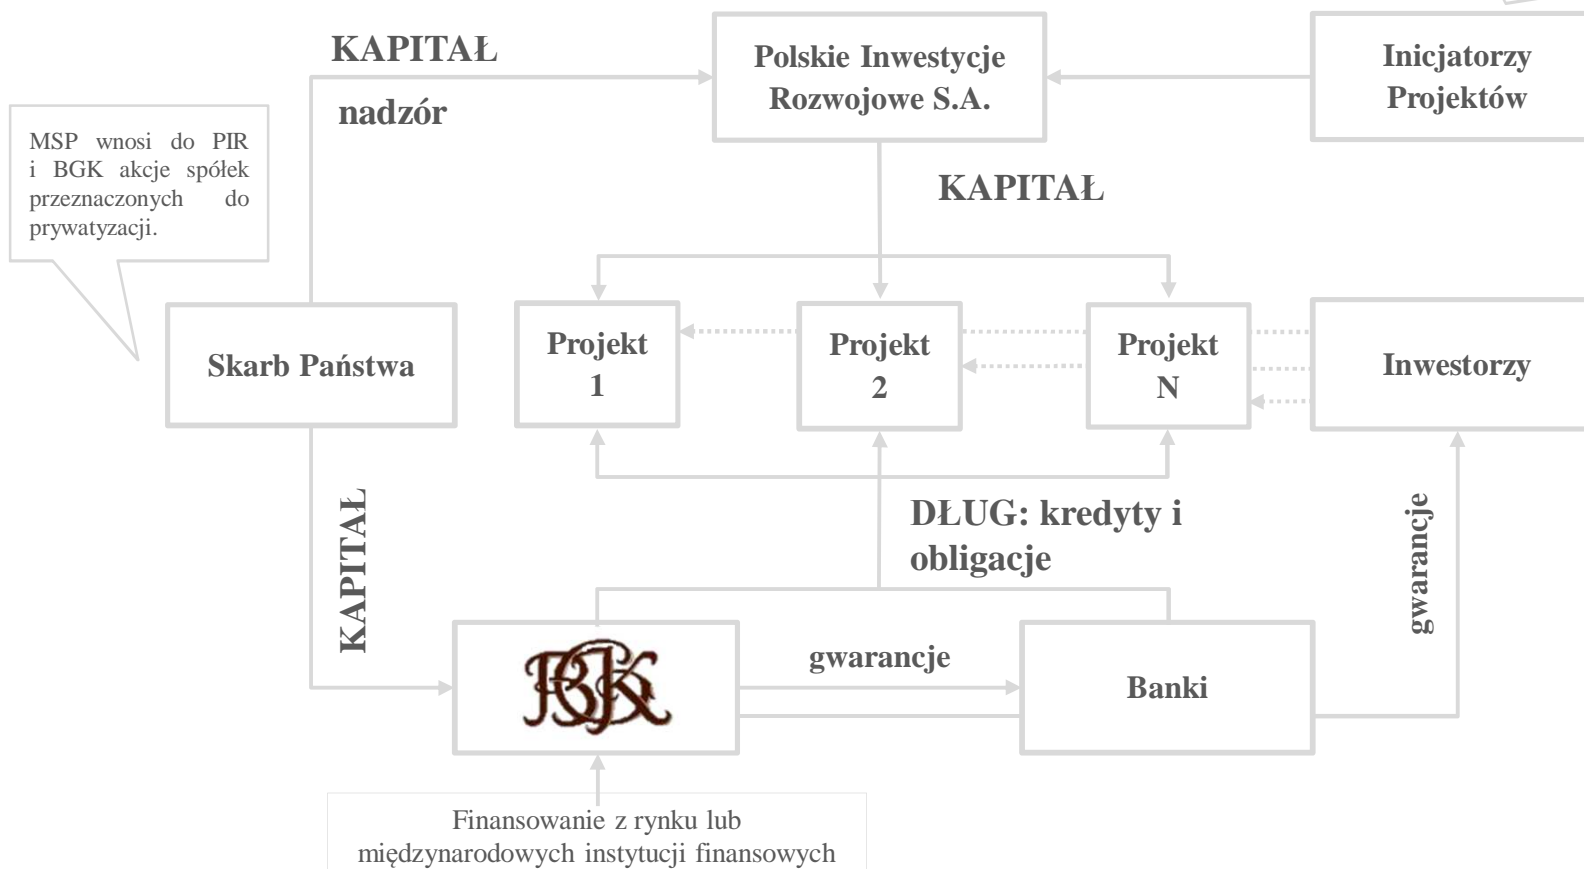 KAPITAŁ
nadzór
Polskie Inwestycje
Rozwojowe S.A.
Inicjatorzy
Projektów
MSP wnosi do PIR
i BGK akcje spółek
przeznaczonych do
prywatyzacji.
KAPITAŁ
Skarb Państwa
Projekt
1
Projekt
2
Projekt
N
Inwestorzy
KAPITAŁ
DŁUG: kredyty i
obligacje
gwarancje
BGK
gwarancje
Banki
Finansowanie z rynku lub
międzynarodowych instytucji finansowych